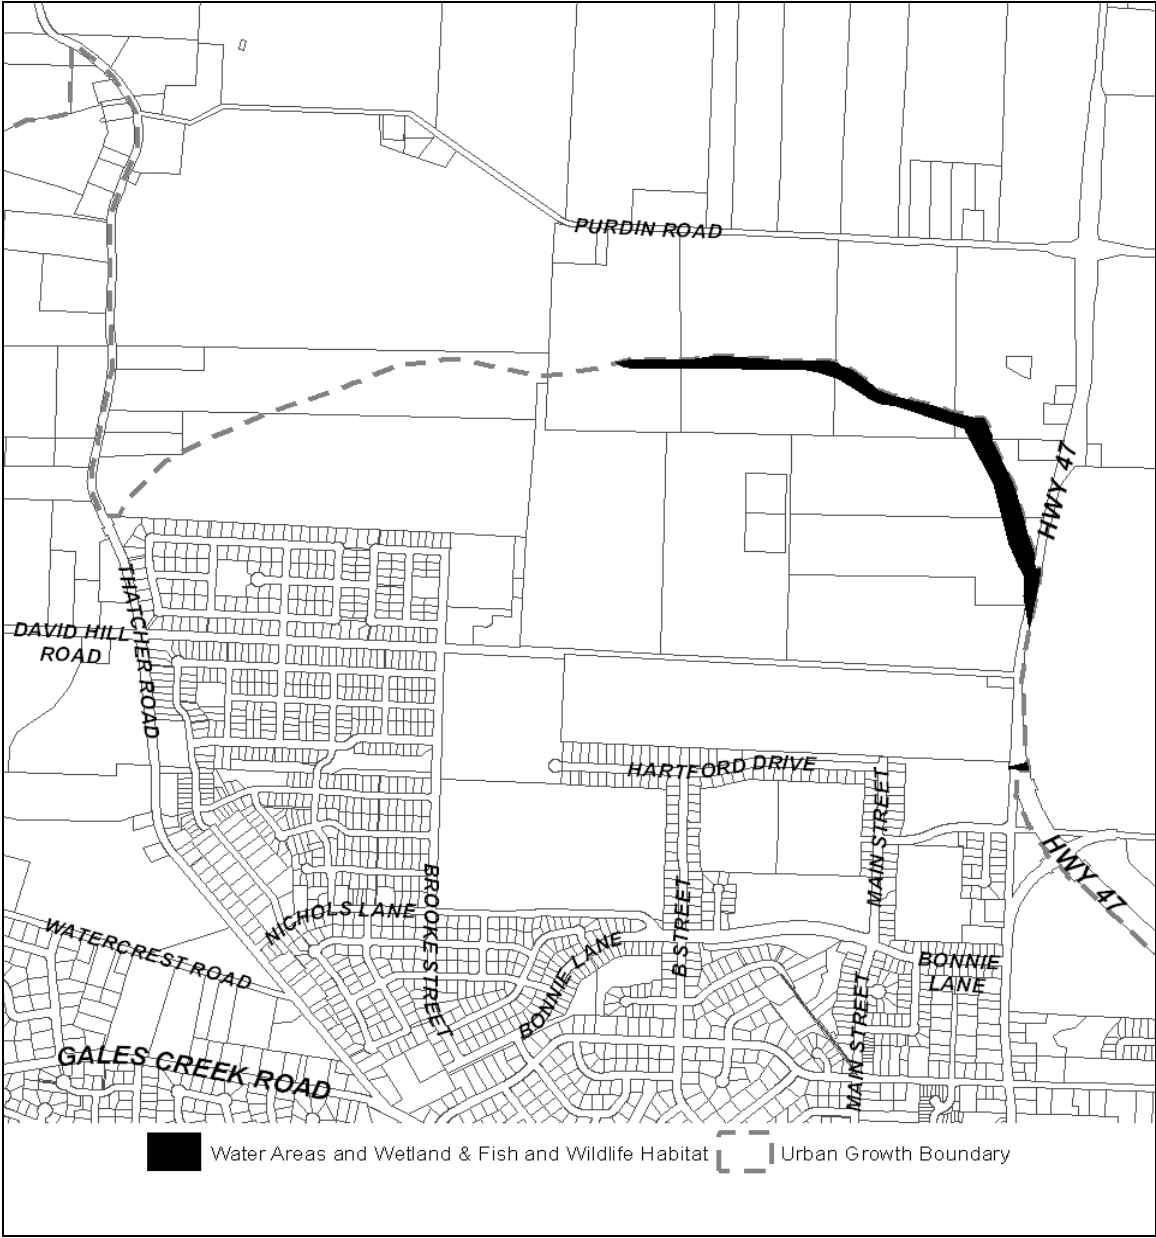 PURDIN ROAD
HWY 47
THATCHER ROAD
DAVID HILL
ROAD
HARTFORD DRIVE
MAIN STREET
HWY 47
BROOKE STREET
NICHOLS LANE
B STREET
BONNIE LANE
WATERCREST ROAD
BONNIE
LANE
MAIN STREET
GALES CREEK ROAD
Water Areas and Wetland & Fish and Wildlife Habitat
Urban Growth Boundary